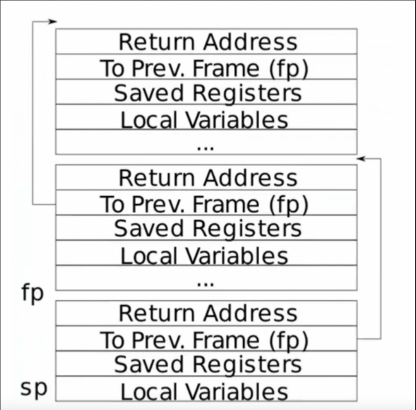 Return Address
To Prev. Frame (fp)
Saved Registers
Local Variables
...
Return Address
To Prev. Frame (fp)
Saved Registers
Local Variables
...
fp
Return Address
To Prev. Frame (fp)
Saved Registers
sp
Local Variables